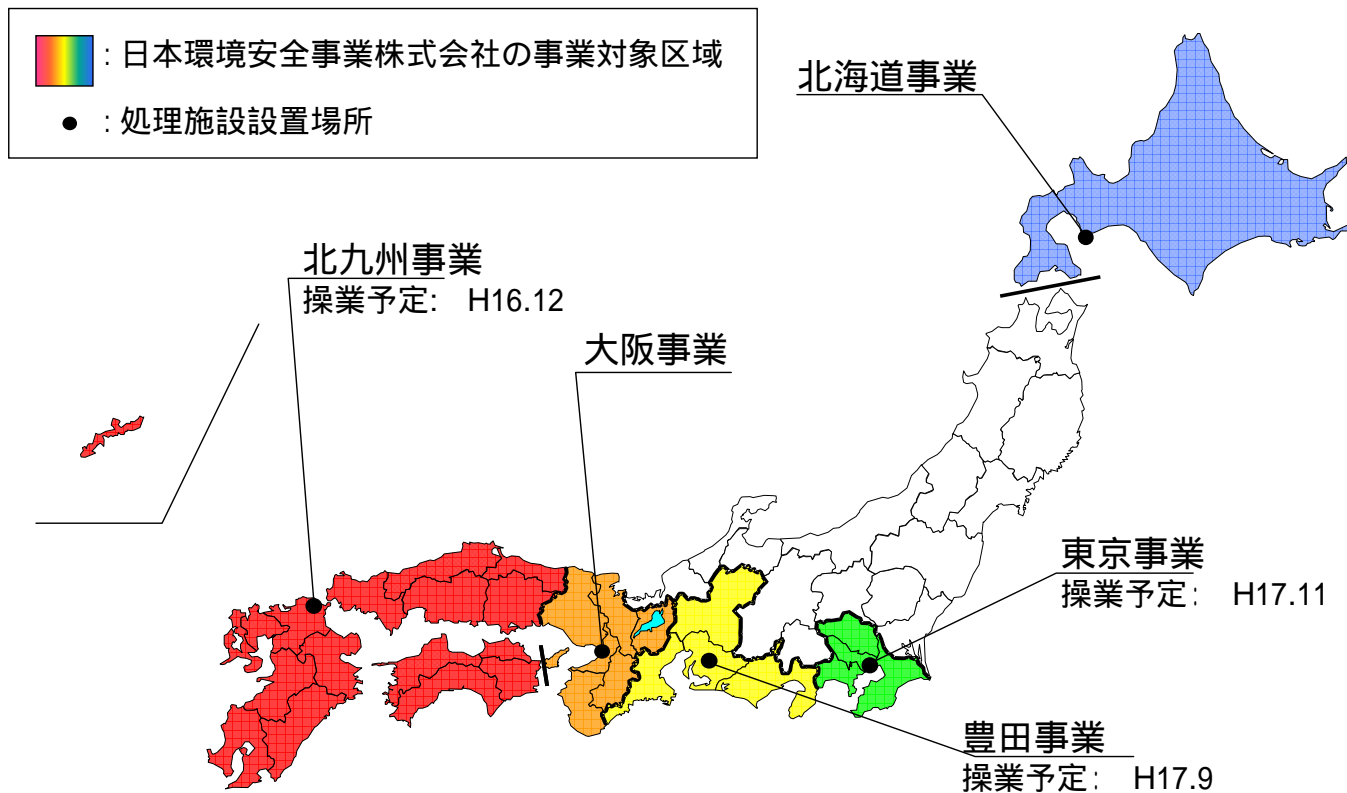 : 日本環境安全事業株式会社の事業対象区域
● : 処理施設設置場所
北海道事業
北九州事業
操業予定: H16.12
大阪事業
東京事業
操業予定: H17.11
豊田事業
操業予定: H17.9